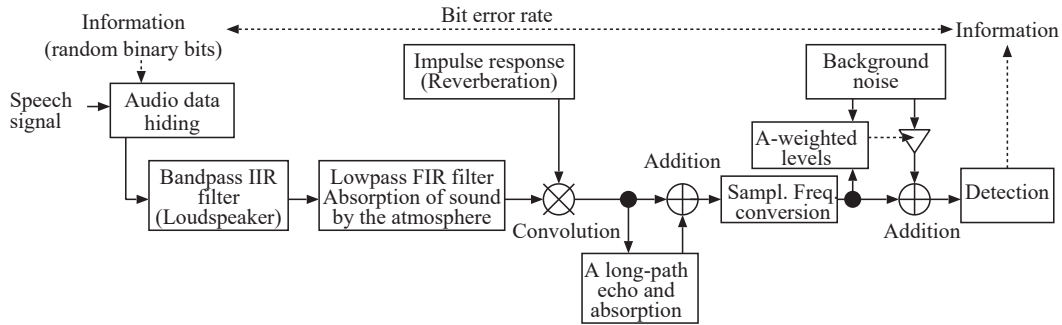 Bit error rate
Information
(random binary bits)
Information
Impulse response
(Reverberation)
Background
noise
Speech
signal
Audio data
hiding
A-weighted
levels
Addition
Bandpass IIR
filter
(Loudspeaker)
Lowpass FIR filter
Absorption of sound
by the atmosphere
Convolution
Sampl. Freq.
conversion
Addition
Detection
A long-path
echo and
absorption